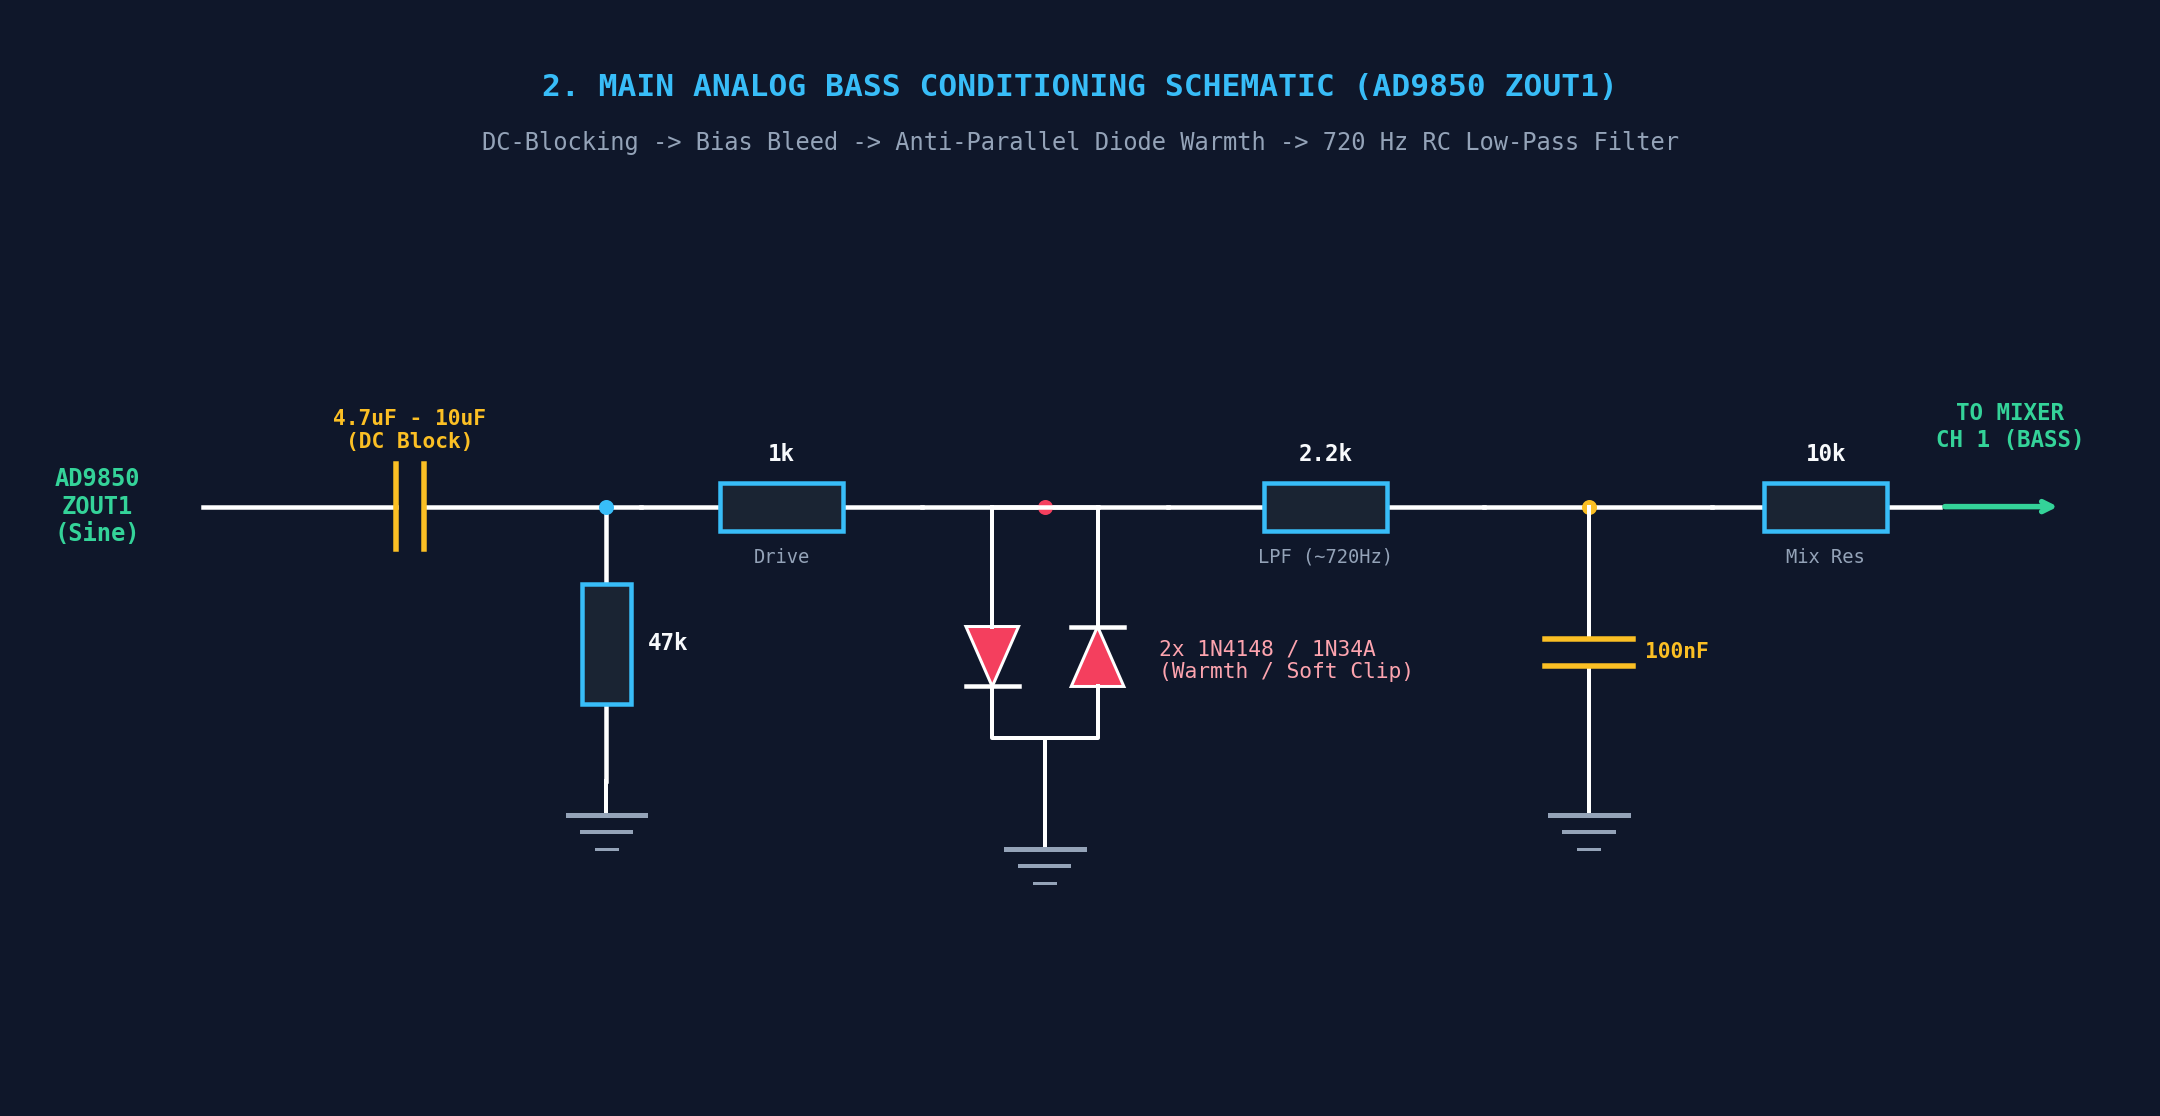 2. MAIN ANALOG BASS CONDITIONING SCHEMATIC (AD9850 ZOUT1)
DC-Blocking -> Bias Bleed -> Anti-Parallel Diode Warmth -> 720 Hz RC Low-Pass Filter
AD9850
ZOUT1
(Sine)
4.7uF - 10uF
(DC Block)
47k
1k
Drive
2x 1N4148 / 1N34A
(Warmth / Soft Clip)
2.2k
LPF (~720Hz)
100nF
10k
Mix Res
TO MIXER
CH 1 (BASS)